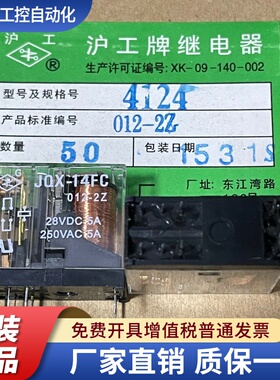 工控自动化
沪工
沪工牌继电器
生产许可证编号: XK-09-140-002
型号及规格号
4124
产品标准编号
012-2Z
数量
50
包装日期
厂址: 东江湾路
JQX-14FC
012-2Z
28VDC 5A
250VAC 5A
免费开具增值税普通发票
厂家直销 质量保证